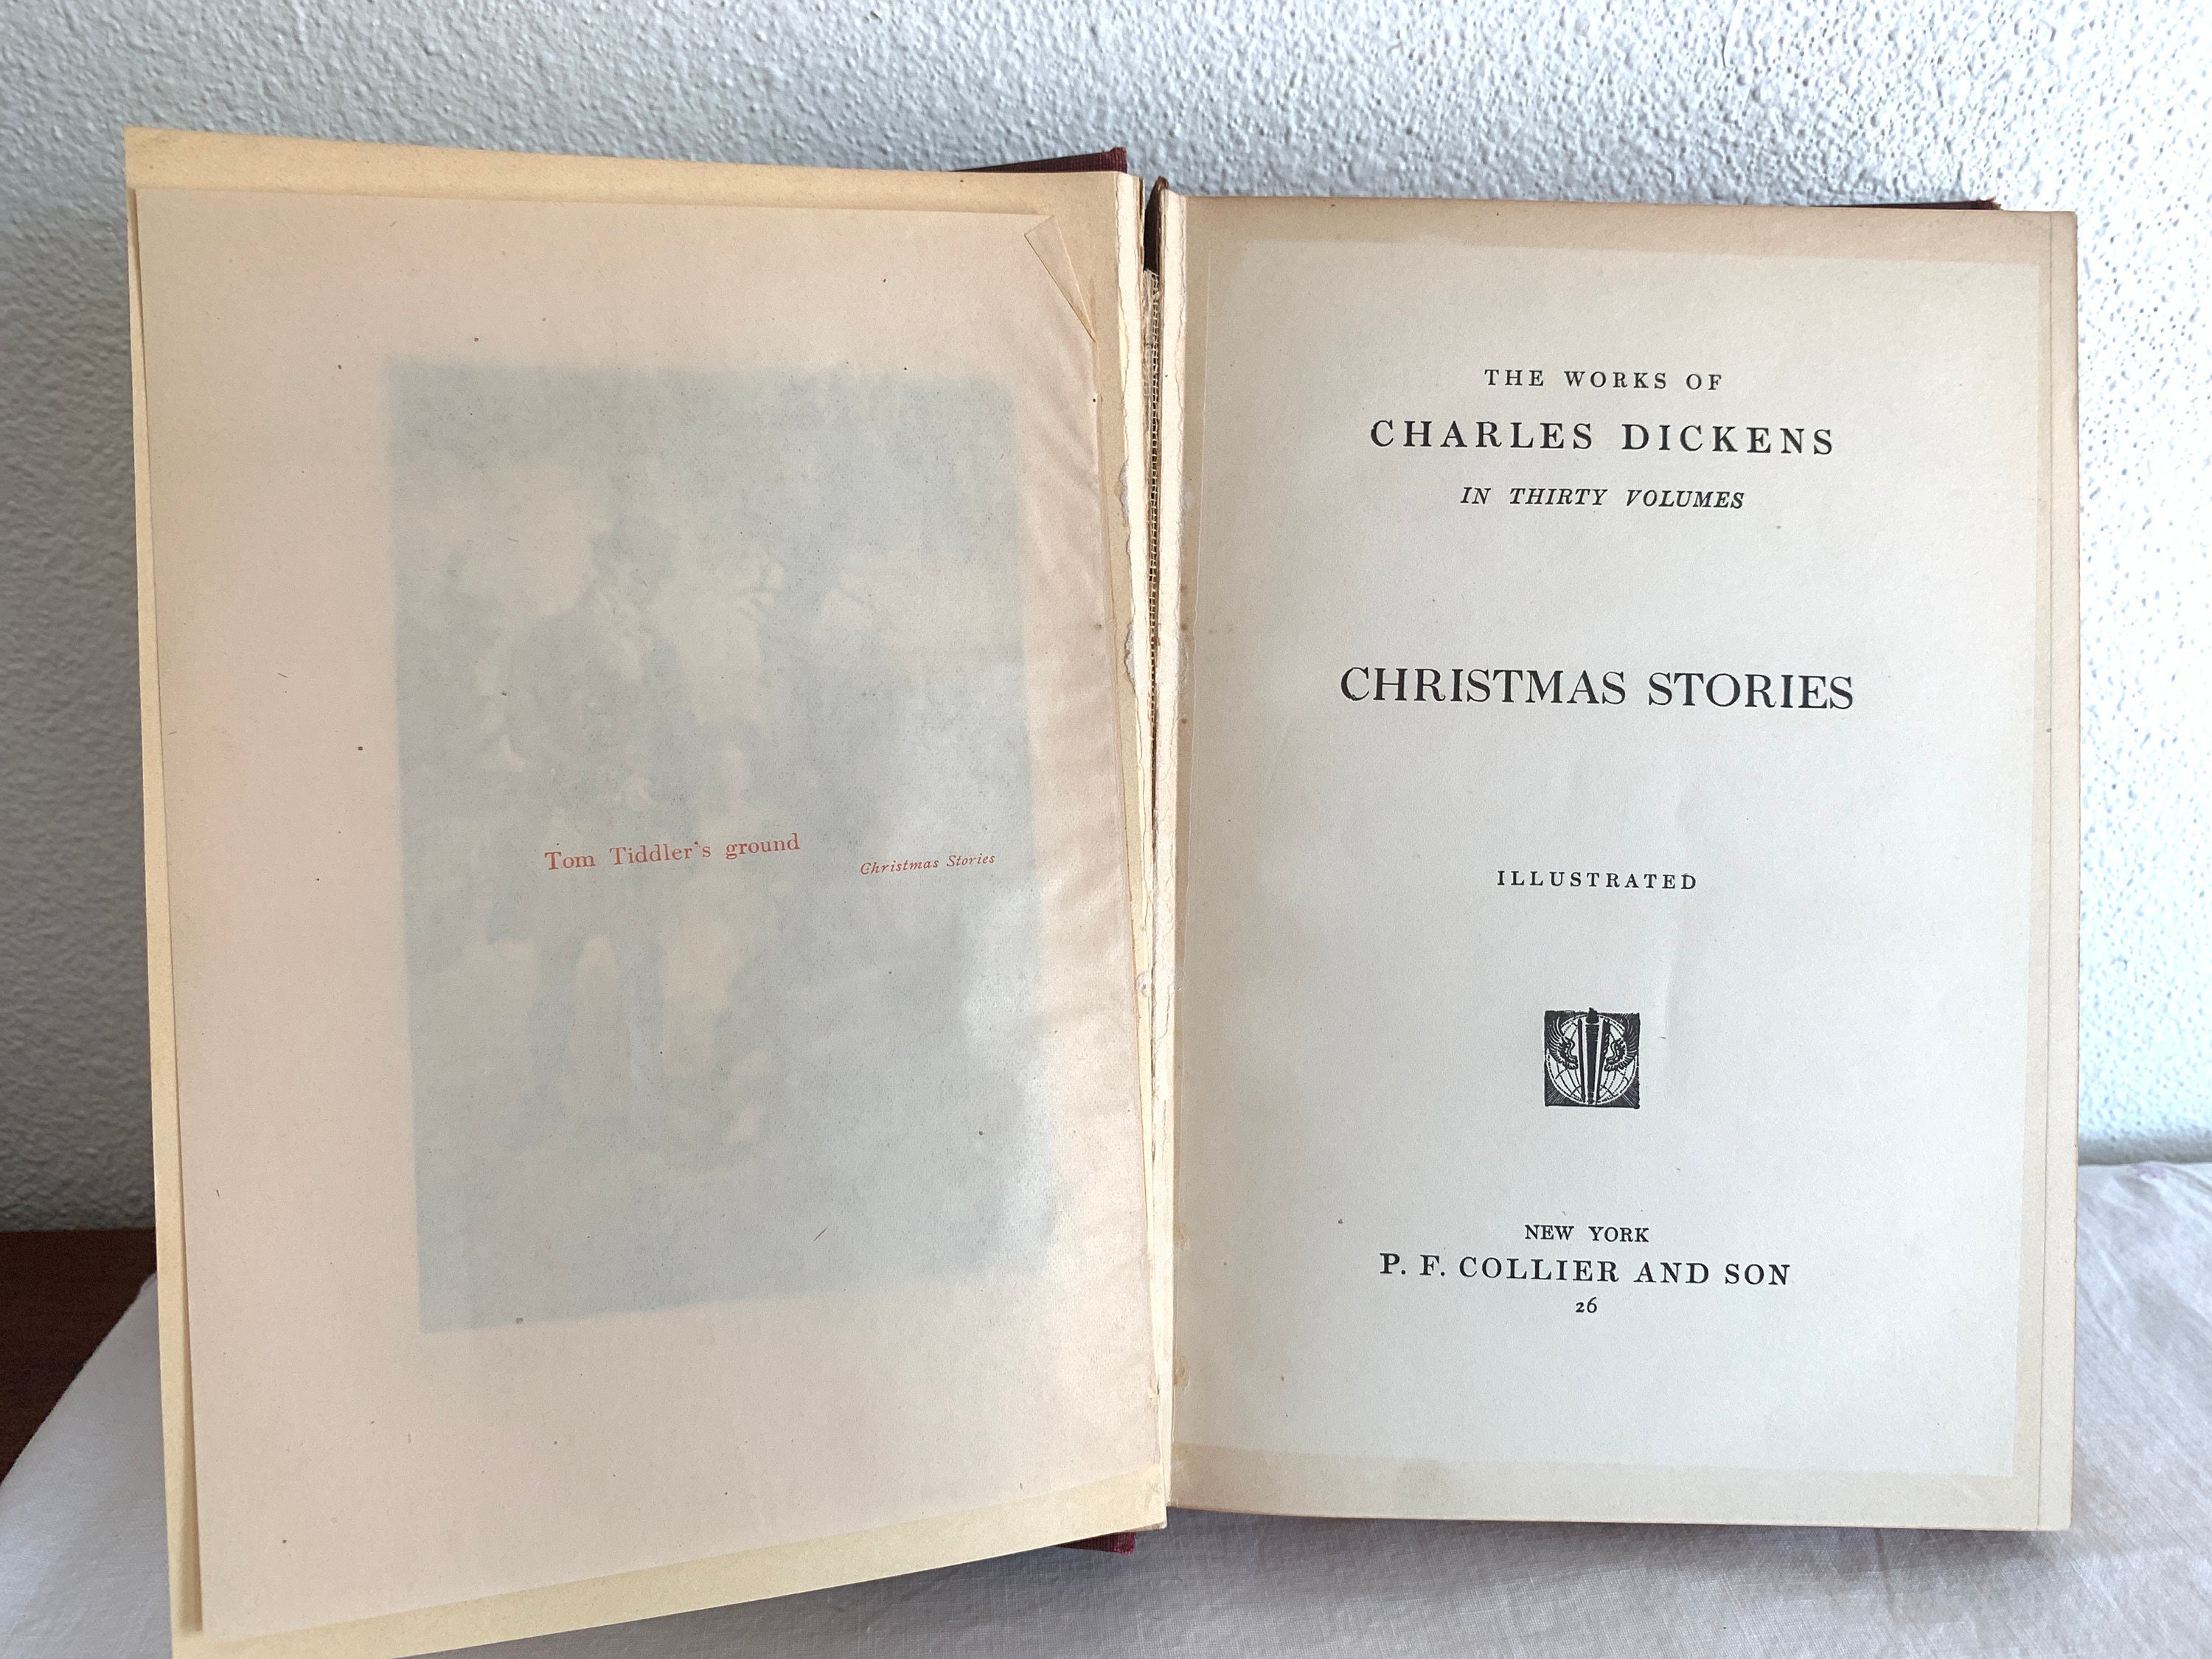 Tom Tiddler's ground
Christmas Stories
THE WORKS OF
CHARLES DICKENS
IN THIRTY VOLUMES
CHRISTMAS STORIES
ILLUSTRATED
NEW YORK
P. F. COLLIER AND SON
26